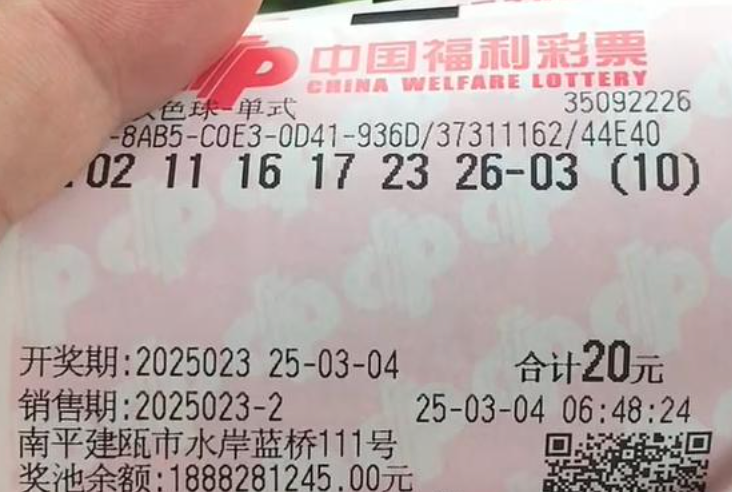 中国福利彩票
CHINA WELFARE LOTTERY
色球-单式 35092226
-8AB5-C0E3-0D41-936D/37311162/44E40
.02 11 16 17 23 26-03 (10)
开奖期:2025023 25-03-04 合计20元
销售期:2025023-2 25-03-04 06:48:24
南平建瓯市水岸蓝桥111号
奖池余额:1888281245.00元